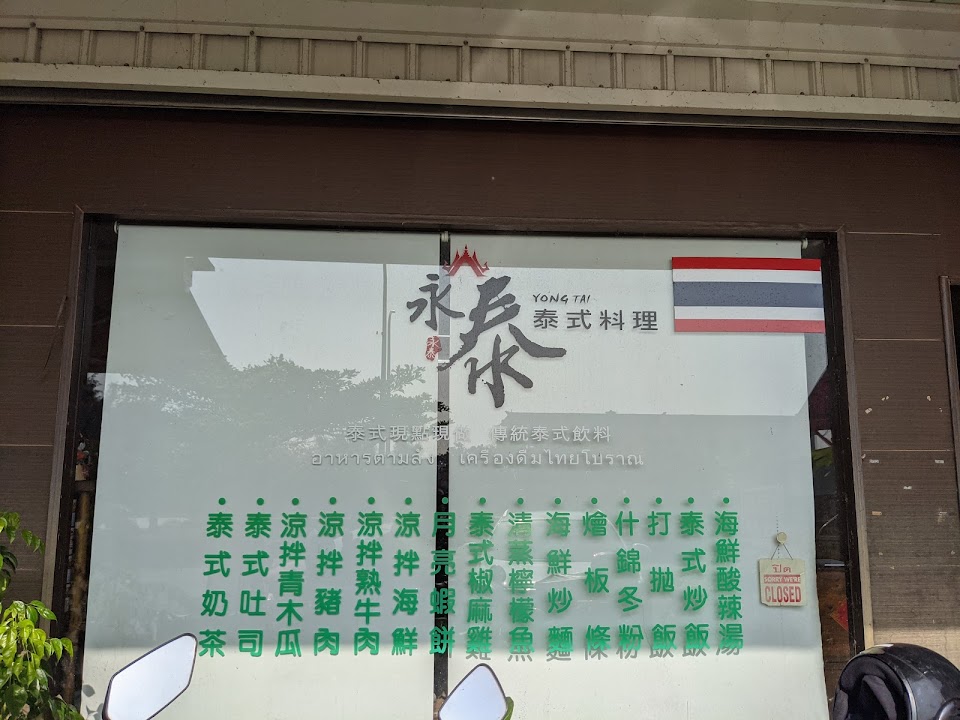 永泰
YONG TAI
泰式料理
永泰
泰式現點現做 傳統泰式飲料
อาหารตามสั่ง เครื่องดื่มไทยโบราณ
• 海鮮酸辣湯
• 泰式炒飯
• 打拋飯
• 什錦冬粉
• 燴板條
• 海鮮炒麵
• 清蒸檸檬魚
• 泰式椒麻雞
• 月亮蝦餅
• 涼拌海鮮
• 涼拌熟牛肉
• 涼拌豬肉
• 涼拌青木瓜
• 泰式吐司
• 泰式奶茶
ปิด
SORRY WE'RE
CLOSED